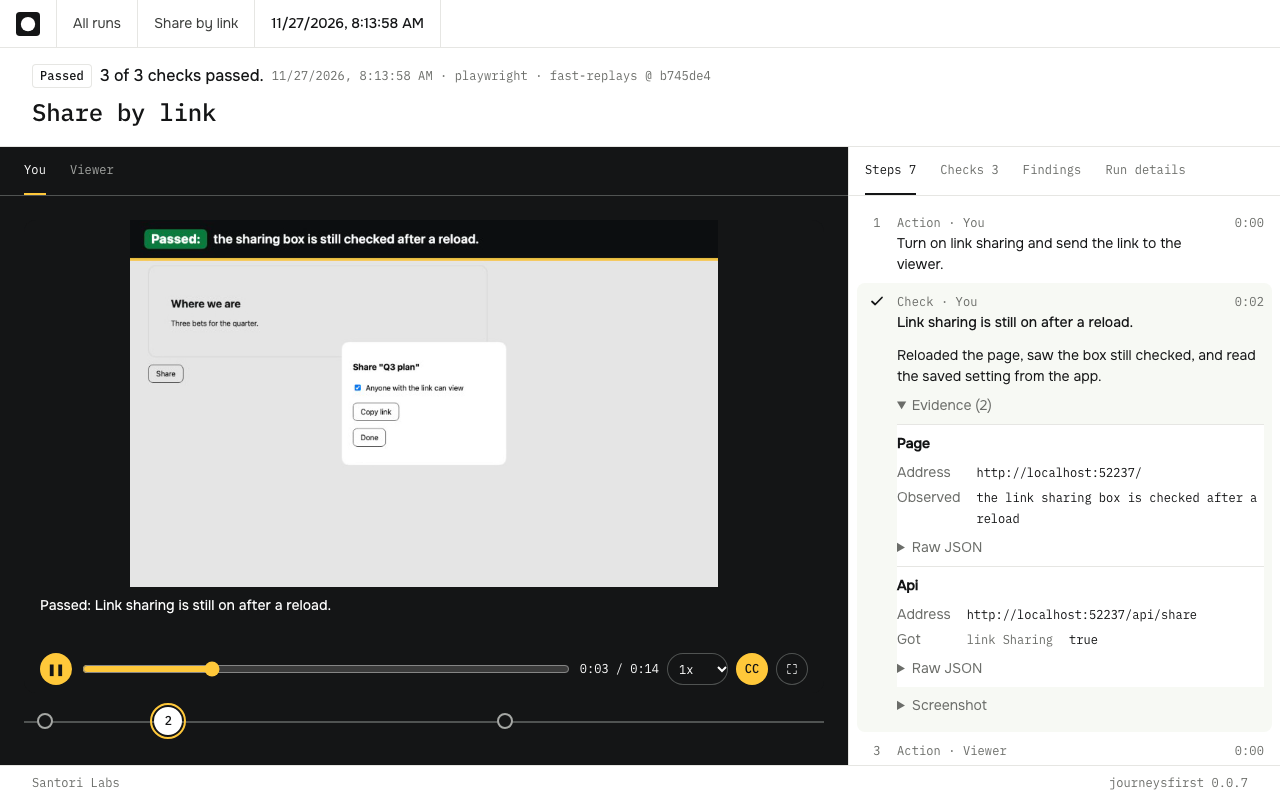 All runs
Share by link
11/27/2026, 8:13:58 AM
Passed
3 of 3 checks passed.
11/27/2026, 8:13:58 AM · playwright · fast-replays @ b745de4
Share by link
You
Viewer
Passed: the sharing box is still checked after a reload.
Where we are
Three bets for the quarter.
Share
Share "Q3 plan"
Anyone with the link can view
Copy link
Done
Passed: Link sharing is still on after a reload.
0:03 / 0:14
1x
CC
2
Steps 7
Checks 3
Findings
Run details
1 Action · You 0:00
Turn on link sharing and send the link to the
viewer.
Check · You 0:02
Link sharing is still on after a reload.
Reloaded the page, saw the box still checked, and read
the saved setting from the app.
Evidence (2)
Page
Address http://localhost:52237/
Observed the link sharing box is checked after a
reload
Raw JSON
Api
Address http://localhost:52237/api/share
Got link Sharing true
Raw JSON
Screenshot
3 Action · Viewer 0:00
Santori Labs
journeysfirst 0.0.7